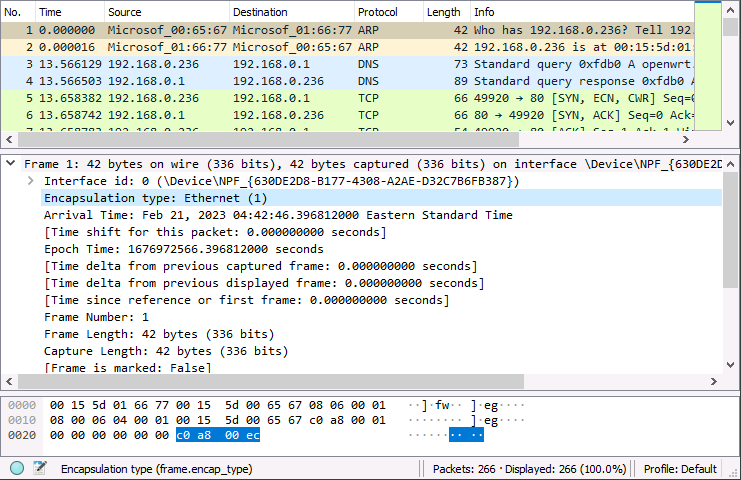 No. Time Source Destination Protocol Length Info
1 0.000000 Microsof_00:65:67 Microsof_01:66:77 ARP 42 Who has 192.168.0.236? Tell 192.
2 0.000016 Microsof_01:66:77 Microsof_00:65:67 ARP 42 192.168.0.236 is at 00:15:5d:01:
3 13.566129 192.168.0.236 192.168.0.1 DNS 73 Standard query 0xfdb0 A openwrt.
4 13.566503 192.168.0.1 192.168.0.236 DNS 89 Standard query response 0xfdb0 A
5 13.658382 192.168.0.236 192.168.0.1 TCP 66 49920 → 80 [SYN, ECN, CWR] Seq=0
6 13.658742 192.168.0.1 192.168.0.236 TCP 66 80 → 49920 [SYN, ACK] Seq=0 Ack=
Frame 1: 42 bytes on wire (336 bits), 42 bytes captured (336 bits) on interface \Device\NPF_{630DE2D
Interface id: 0 (\Device\NPF_{630DE2D8-B177-4308-A2AE-D32C7B6FB387})
Encapsulation type: Ethernet (1)
Arrival Time: Feb 21, 2023 04:42:46.396812000 Eastern Standard Time
[Time shift for this packet: 0.000000000 seconds]
Epoch Time: 1676972566.396812000 seconds
[Time delta from previous captured frame: 0.000000000 seconds]
[Time delta from previous displayed frame: 0.000000000 seconds]
[Time since reference or first frame: 0.000000000 seconds]
Frame Number: 1
Frame Length: 42 bytes (336 bits)
Capture Length: 42 bytes (336 bits)
[Frame is marked: False]
0000 00 15 5d 01 66 77 00 15 5d 00 65 67 08 06 00 01 ··]·fw·· ]·eg····
0010 08 00 06 04 00 01 00 15 5d 00 65 67 c0 a8 00 01 ········ ]·eg····
0020 00 00 00 00 00 00 c0 a8 00 ec ········ ··
Encapsulation type (frame.encap_type) Packets: 266 · Displayed: 266 (100.0%) Profile: Default